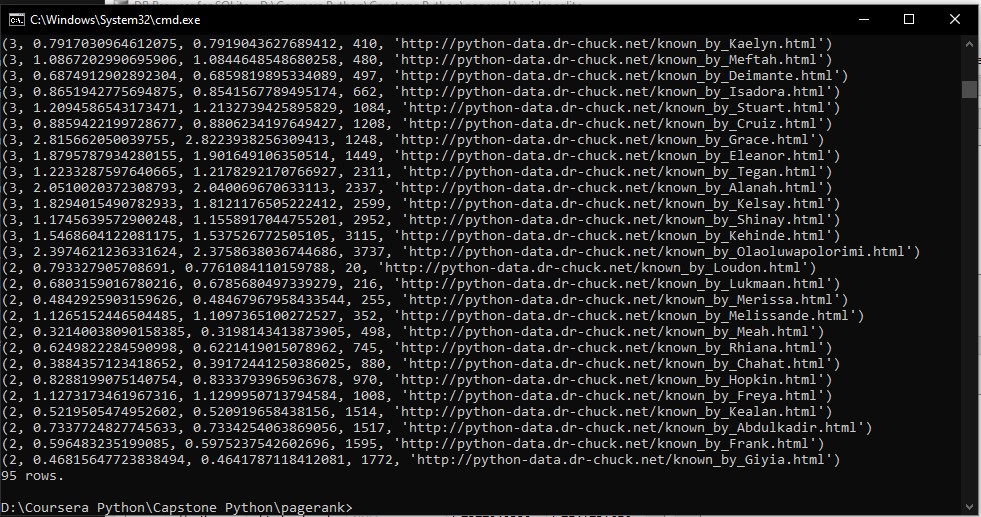 C:\Windows\System32\cmd.exe
(3, 0.7917030964612075, 0.7919043627689412, 410, 'http://python-data.dr-chuck.net/known_by_Kaelyn.html')
(3, 1.0867202990695906, 1.0844648548680258, 480, 'http://python-data.dr-chuck.net/known_by_Meftah.html')
(3, 0.6874912902892304, 0.68598198953340​89, 497, 'http://python-data.dr-chuck.net/known_by_Deimante.html')
(3, 0.8651942775694875, 0.8541567789495174, 662, 'http://python-data.dr-chuck.net/known_by_Isadora.html')
(3, 1.2094586543173471, 1.2132739425895829, 1084, 'http://python-data.dr-chuck.net/known_by_Stuart.html')
(3, 0.8859422199728677, 0.8806234197649427, 1208, 'http://python-data.dr-chuck.net/known_by_Cruiz.html')
(3, 2.815662050039755, 2.8223938256309413, 1248, 'http://python-data.dr-chuck.net/known_by_Grace.html')
(3, 1.8795787934280155, 1.901649106350514, 1449, 'http://python-data.dr-chuck.net/known_by_Eleanor.html')
(3, 1.2233287597640665, 1.2178292170766927, 2311, 'http://python-data.dr-chuck.net/known_by_Tegan.html')
(3, 2.0510020372308793, 2.040069670633113, 2337, 'http://python-data.dr-chuck.net/known_by_Alanah.html')
(3, 1.8294015490782933, 1.8121176505222412, 2599, 'http://python-data.dr-chuck.net/known_by_Kelsay.html')
(3, 1.1745639572900248, 1.1558917044755201, 2952, 'http://python-data.dr-chuck.net/known_by_Shinay.html')
(3, 1.5468604122081175, 1.537526772505105, 3115, 'http://python-data.dr-chuck.net/known_by_Kehinde.html')
(3, 2.3974621236331624, 2.3758638036744686, 3737, 'http://python-data.dr-chuck.net/known_by_Olaoluwapolorimi.html')
(2, 0.793327905708691, 0.7761084110159788, 20, 'http://python-data.dr-chuck.net/known_by_Loudon.html')
(2, 0.6803159016780216, 0.6785680497339279, 216, 'http://python-data.dr-chuck.net/known_by_Lukmaan.html')
(2, 0.4842925903159626, 0.48467967958433544, 255, 'http://python-data.dr-chuck.net/known_by_Merissa.html')
(2, 1.1265152446504485, 1.1097365100272527, 352, 'http://python-data.dr-chuck.net/known_by_Melissande.html')
(2, 0.32140038090158385, 0.3198143413873905, 498, 'http://python-data.dr-chuck.net/known_by_Meah.html')
(2, 0.6249822284590998, 0.6221419015078962, 745, 'http://python-data.dr-chuck.net/known_by_Rhiana.html')
(2, 0.3884357123418652, 0.39172441250386025, 880, 'http://python-data.dr-chuck.net/known_by_Chahat.html')
(2, 0.8288199075140754, 0.8333793965963678, 970, 'http://python-data.dr-chuck.net/known_by_Hopkin.html')
(2, 1.1273173461967316, 1.1299950713794584, 1008, 'http://python-data.dr-chuck.net/known_by_Freya.html')
(2, 0.5219505474952602, 0.520919658438156, 1514, 'http://python-data.dr-chuck.net/known_by_Kealan.html')
(2, 0.7337724827745633, 0.7334254063869056, 1517, 'http://python-data.dr-chuck.net/known_by_Abdulkadir.html')
(2, 0.596483235199085, 0.5975237542602696, 1595, 'http://python-data.dr-chuck.net/known_by_Frank.html')
(2, 0.46815647723838494, 0.4641787118412081, 1772, 'http://python-data.dr-chuck.net/known_by_Giyia.html')
95 rows.
D:\Coursera Python\Capstone Python\pagerank>